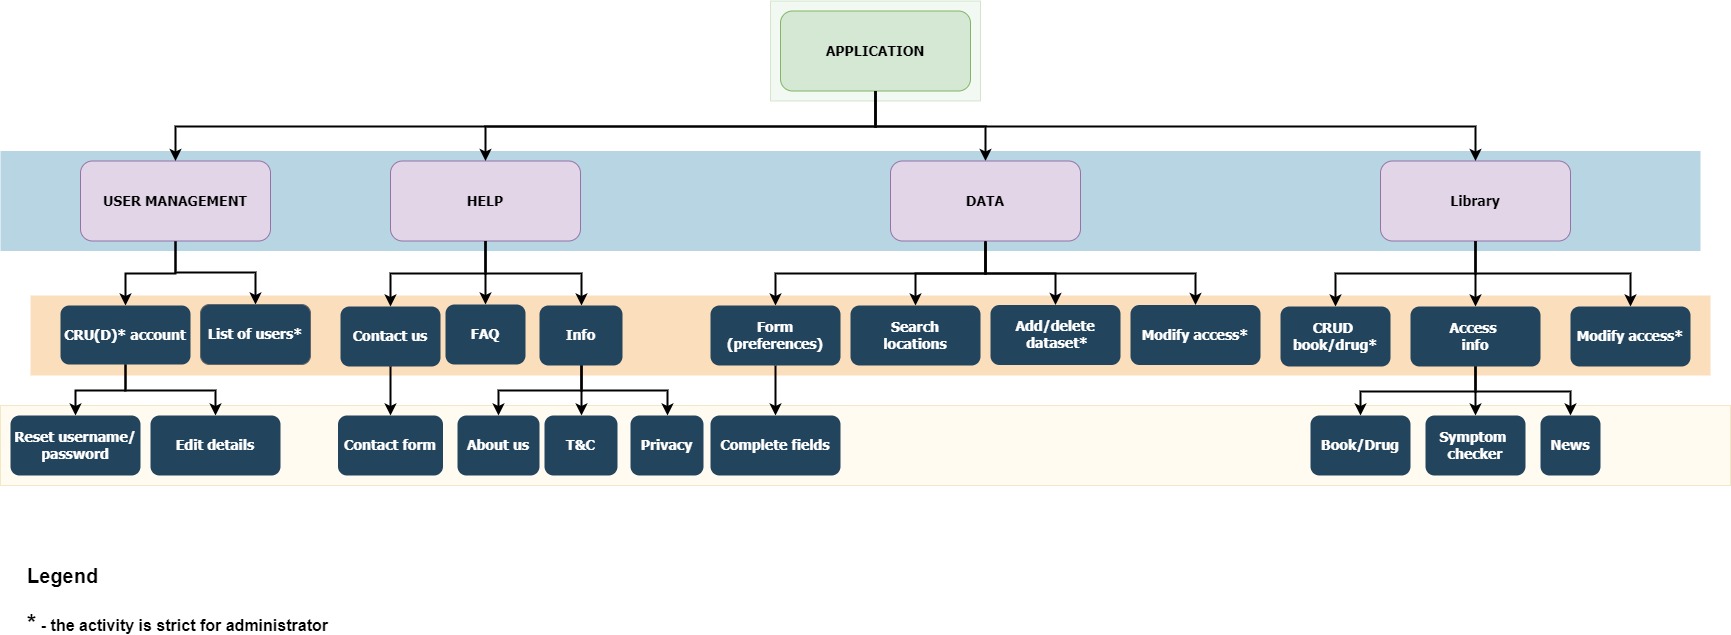 APPLICATION
USER MANAGEMENT
HELP
DATA
Library
CRU(D)* account
List of users*
Contact us
FAQ
Info
Form
(preferences)
Search
locations
Add/delete
dataset*
Modify access*
CRUD
book/drug*
Access
info
Modify access*
Reset username/
password
Edit details
Contact form
About us
T&C
Privacy
Complete fields
Book/Drug
Symptom
checker
News
Legend
* - the activity is strict for administrator